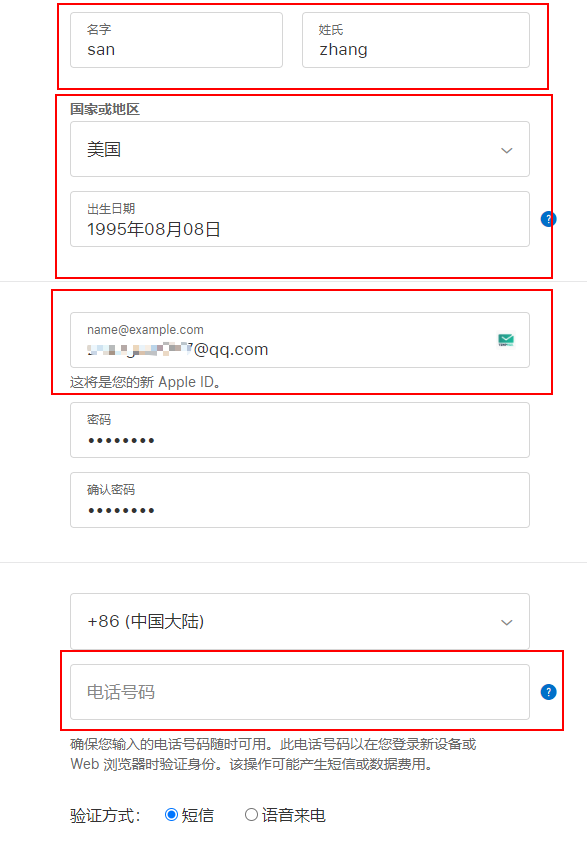 名字
姓氏
san
zhang
国家或地区
美国
出生日期
1995年08月08日
?
name@example.com
@qq.com
这将是您的新 Apple ID。
密码
••••••••
确认密码
••••••••
+86 (中国大陆)
电话号码
?
确保您输入的电话号码随时可用。此电话号码以在您登录新设备或
Web 浏览器时验证身份。该操作可能产生短信或数据费用。
验证方式: 短信 语音来电